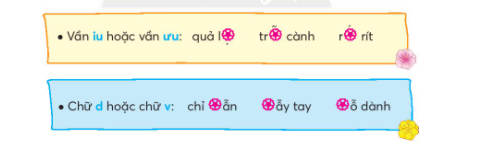 • Vần iu hoặc vần ưu: quả l❀̣ tr❀̃ cành r❀́ rít
• Chữ d hoặc chữ v: chỉ ❀ẫn ❀ẫy tay ❀ỗ dành